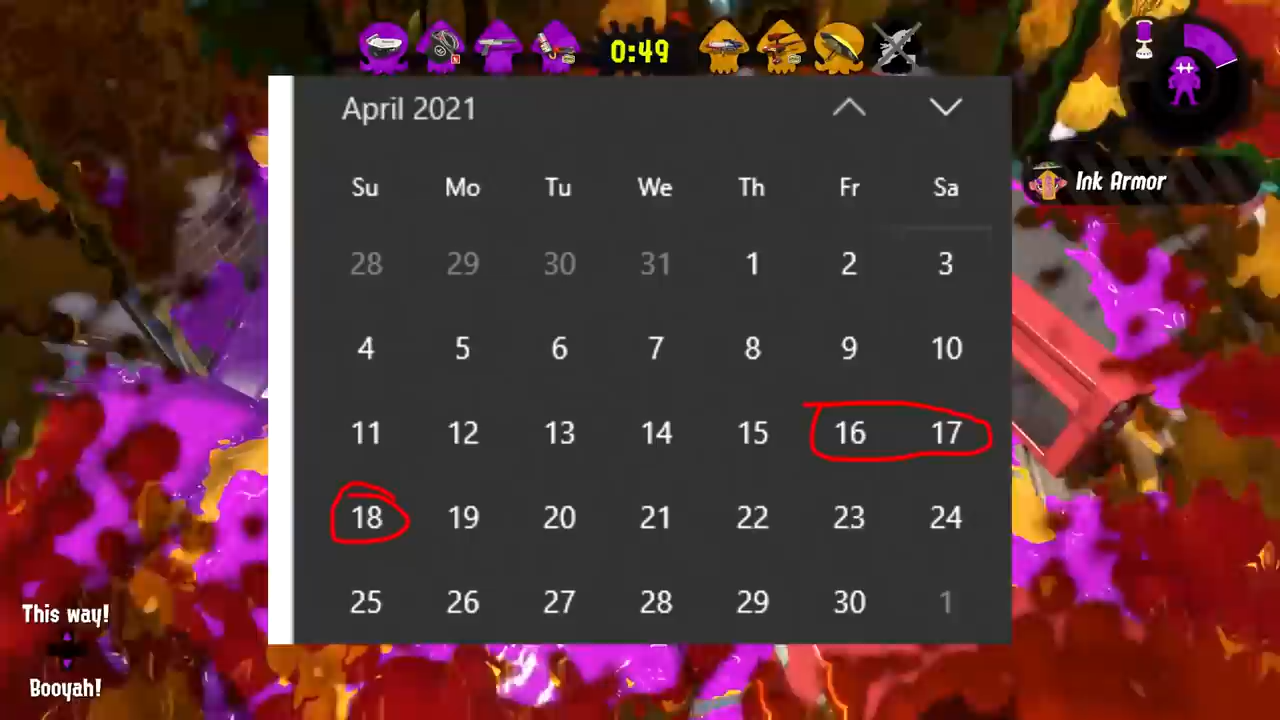 0:49
April 2021
Ink Armor
Su Mo Tu We Th Fr Sa
28 29 30 31 1 2 3
4 5 6 7 8 9 10
11 12 13 14 15 16 17
18 19 20 21 22 23 24
25 26 27 28 29 30 1
This way!
Booyah!